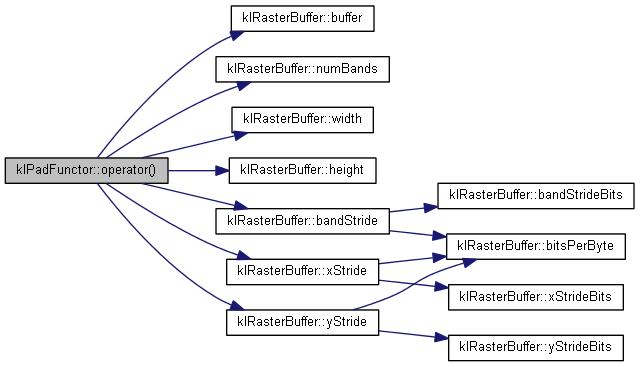 klRasterBuffer::buffer
klRasterBuffer::numBands
klRasterBuffer::width
klPadFunctor::operator()
klRasterBuffer::height
klRasterBuffer::bandStrideBits
klRasterBuffer::bandStride
klRasterBuffer::bitsPerByte
klRasterBuffer::xStride
klRasterBuffer::xStrideBits
klRasterBuffer::yStride
klRasterBuffer::yStrideBits